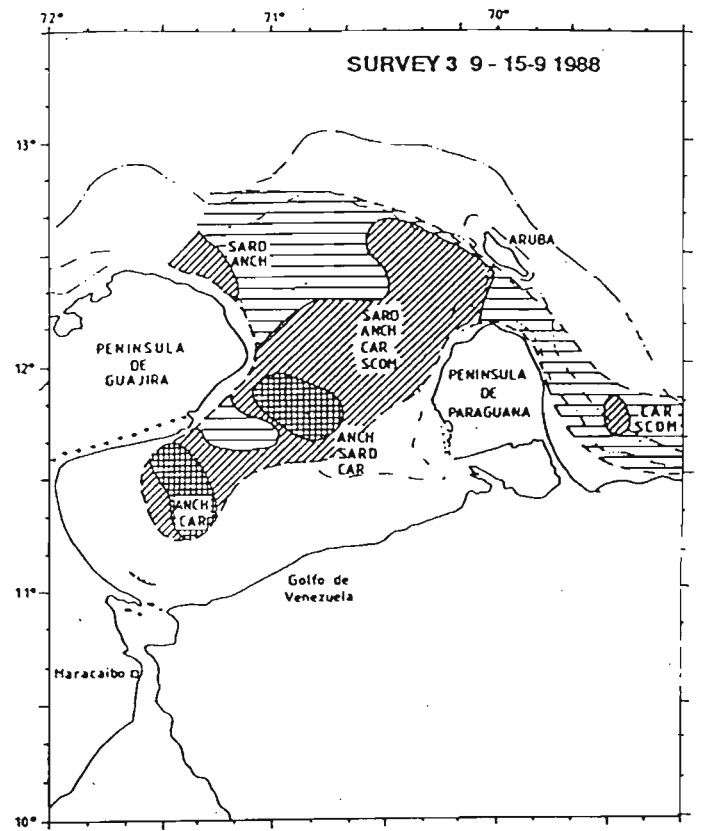 72° 71° 70°
SURVEY 3 9 - 15-9 1988
13°
ARUBA
SARD
ANCH
SARD
ANCH
CAR
SCOM
12°
PENINSULA
DE
GUAJIRA
PENINSULA
DE
PARAGUANA
CAR
SCOM
ANCH
SARD
CAR
ANCH
CAR
11°
Golfo de
Venezuela
Maracaibo
10°